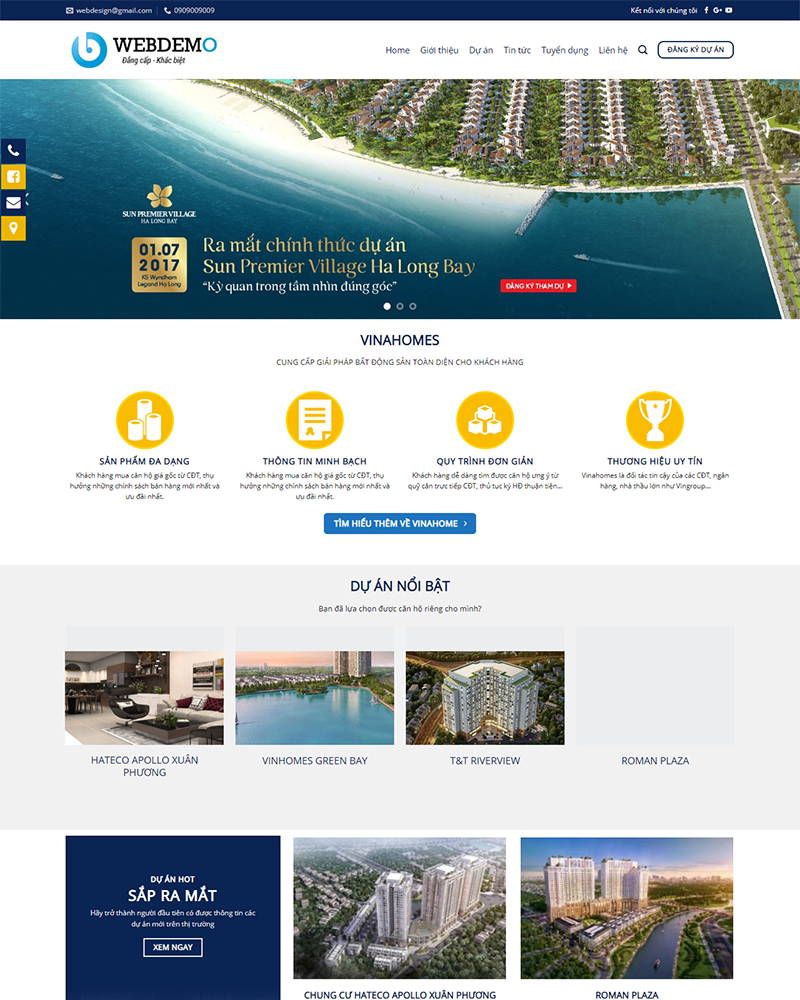 webdesign@gmail.com
0909009009
Kết nối với chúng tôi
WEBDEMO
Đẳng cấp - Khác biệt
Home
Giới thiệu
Dự án
Tin tức
Tuyển dụng
Liên hệ
ĐĂNG KÝ DỰ ÁN
SUN PREMIER VILLAGE
HA LONG BAY
01.07
2017
KS Wyndham
Legend Ha Long
Ra mắt chính thức dự án
Sun Premier Village Ha Long Bay
“Kỳ quan trong tầm nhìn đúng góc”
ĐĂNG KÝ THAM DỰ
VINAHOMES
CUNG CẤP GIẢI PHÁP BẤT ĐỘNG SẢN TOÀN DIỆN CHO KHÁCH HÀNG
SẢN PHẨM ĐA DẠNG
Khách hàng mua căn hộ giá gốc từ CĐT, thụ
hưởng những chính sách bán hàng mới nhất và
ưu đãi nhất.
THÔNG TIN MINH BẠCH
Khách hàng mua căn hộ giá gốc từ CĐT, thụ
hưởng những chính sách bán hàng mới nhất và
ưu đãi nhất.
QUY TRÌNH ĐƠN GIẢN
Khách hàng dễ dàng tìm được căn hộ ưng ý từ
quỹ căn trực tiếp CĐT, thủ tục ký HĐ thuận tiện...
THƯƠNG HIỆU UY TÍN
Vinahomes là đối tác tin cậy của các CĐT, ngân
hàng, nhà thầu lớn như Vingroup...
TÌM HIỂU THÊM VỀ VINAHOME
DỰ ÁN NỔI BẬT
Bạn đã lựa chọn được căn hộ riêng cho mình?
HATECO APOLLO XUÂN
PHƯƠNG
VINHOMES GREEN BAY
T&T RIVERVIEW
ROMAN PLAZA
DỰ ÁN HOT
SẮP RA MẮT
Hãy trở thành người đầu tiên có được thông tin các
dự án mới trên thị trường
XEM NGAY
CHUNG CƯ HATECO APOLLO XUÂN PHƯƠNG
ROMAN PLAZA